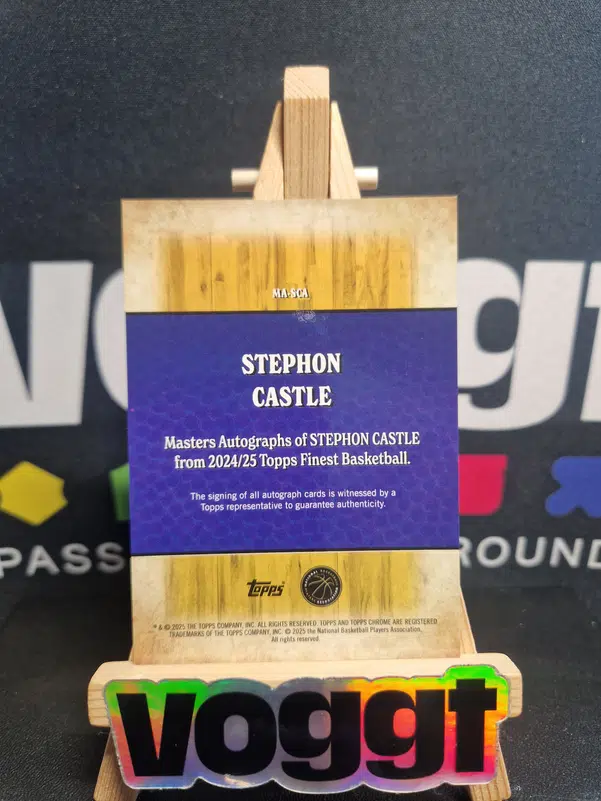 MA-SCA
STEPHON
CASTLE
Masters Autographs of STEPHON CASTLE
from 2024/25 Topps Finest Basketball.
The signing of all autograph cards is witnessed by a
Topps representative to guarantee authenticity.
Topps
® & © 2025 THE TOPPS COMPANY, INC. ALL RIGHTS RESERVED. TOPPS AND TOPPS CHROME ARE REGISTERED
TRADEMARKS OF THE TOPPS COMPANY, INC. © 2025 the National Basketball Players Association,
All rights reserved.
PASS
ROUND
voggt